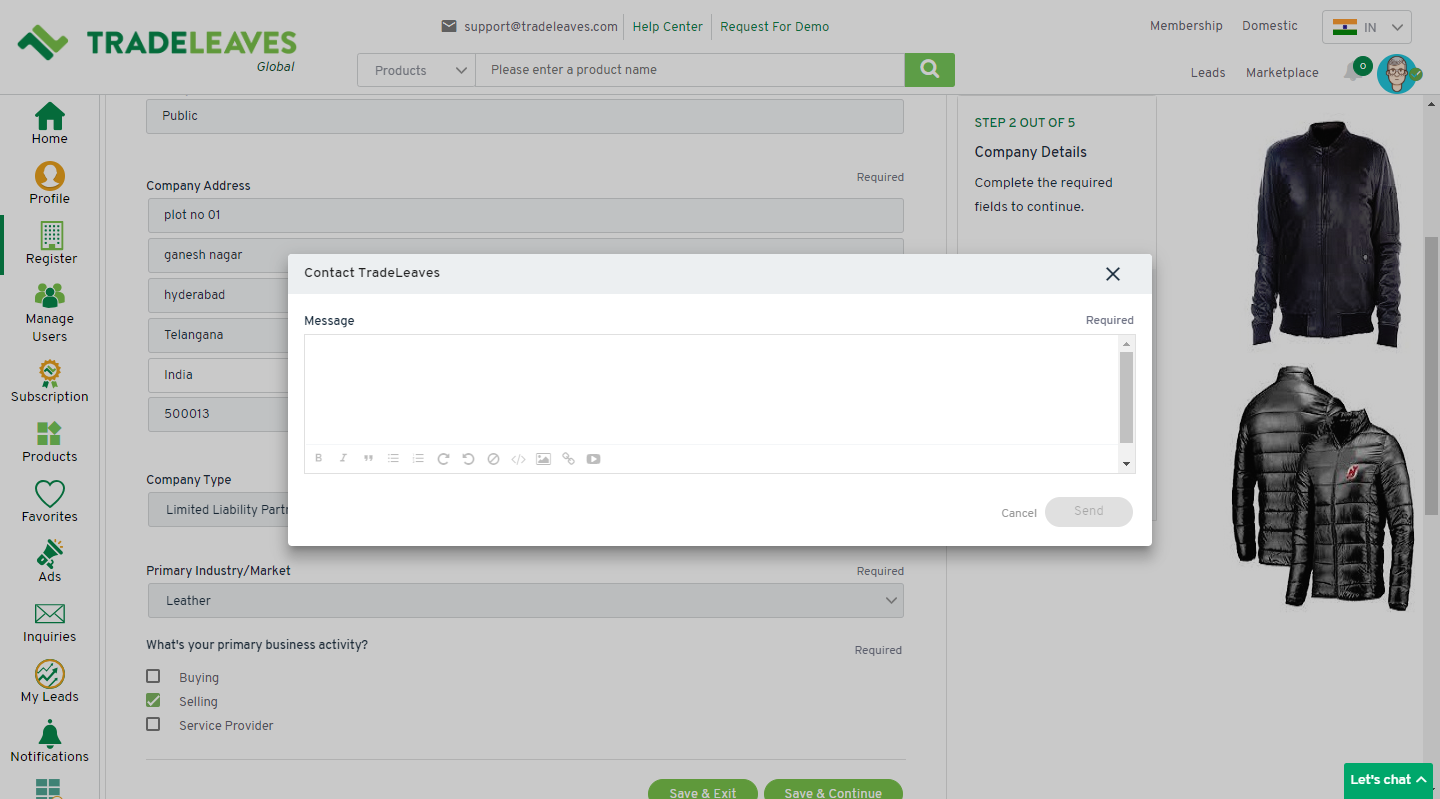 support@tradeleaves.com Help Center Request For Demo
Membership Domestic IN
TRADELEAVES
Global
Products Please enter a product name
Leads Marketplace 0
Home
Profile
Register
Manage
Users
Subscription
Products
Favorites
Ads
Inquiries
My Leads
Notifications
Public
Company Address Required
plot no 01
ganesh nagar
hyderabad
Telangana
India
500013
Company Type
Limited Liability Partn
Primary Industry/Market Required
Leather
What's your primary business activity? Required
Buying
Selling
Service Provider
Save & Exit Save & Continue
STEP 2 OUT OF 5
Company Details
Complete the required
fields to continue.
Contact TradeLeaves
Message Required
B I
Cancel Send
Let's chat